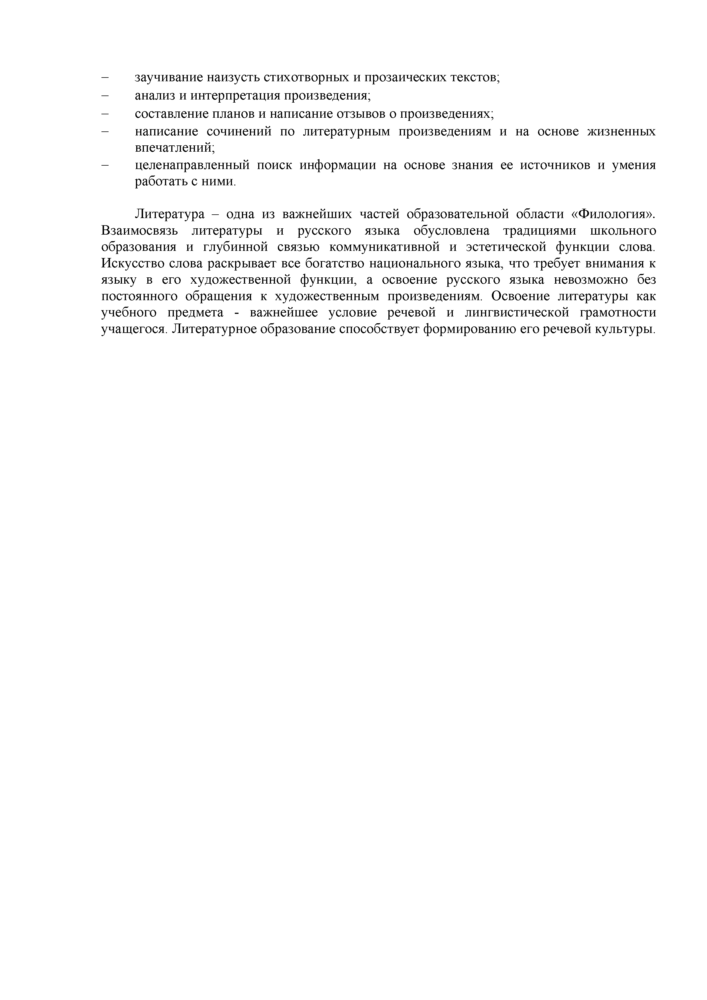 – заучивание наизусть стихотворных и прозаических текстов;
– анализ и интерпретация произведения;
– составление планов и написание отзывов о произведениях;
– написание сочинений по литературным произведениям и на основе жизненных
впечатлений;
– целенаправленный поиск информации на основе знания ее источников и умения
работать с ними.
Литература – одна из важнейших частей образовательной области «Филология».
Взаимосвязь литературы и русского языка обусловлена традициями школьного
образования и глубинной связью коммуникативной и эстетической функции слова.
Искусство слова раскрывает все богатство национального языка, что требует внимания к
языку в его художественной функции, а освоение русского языка невозможно без
постоянного обращения к художественным произведениям. Освоение литературы как
учебного предмета - важнейшее условие речевой и лингвистической грамотности
учащегося. Литературное образование способствует формированию его речевой культуры.